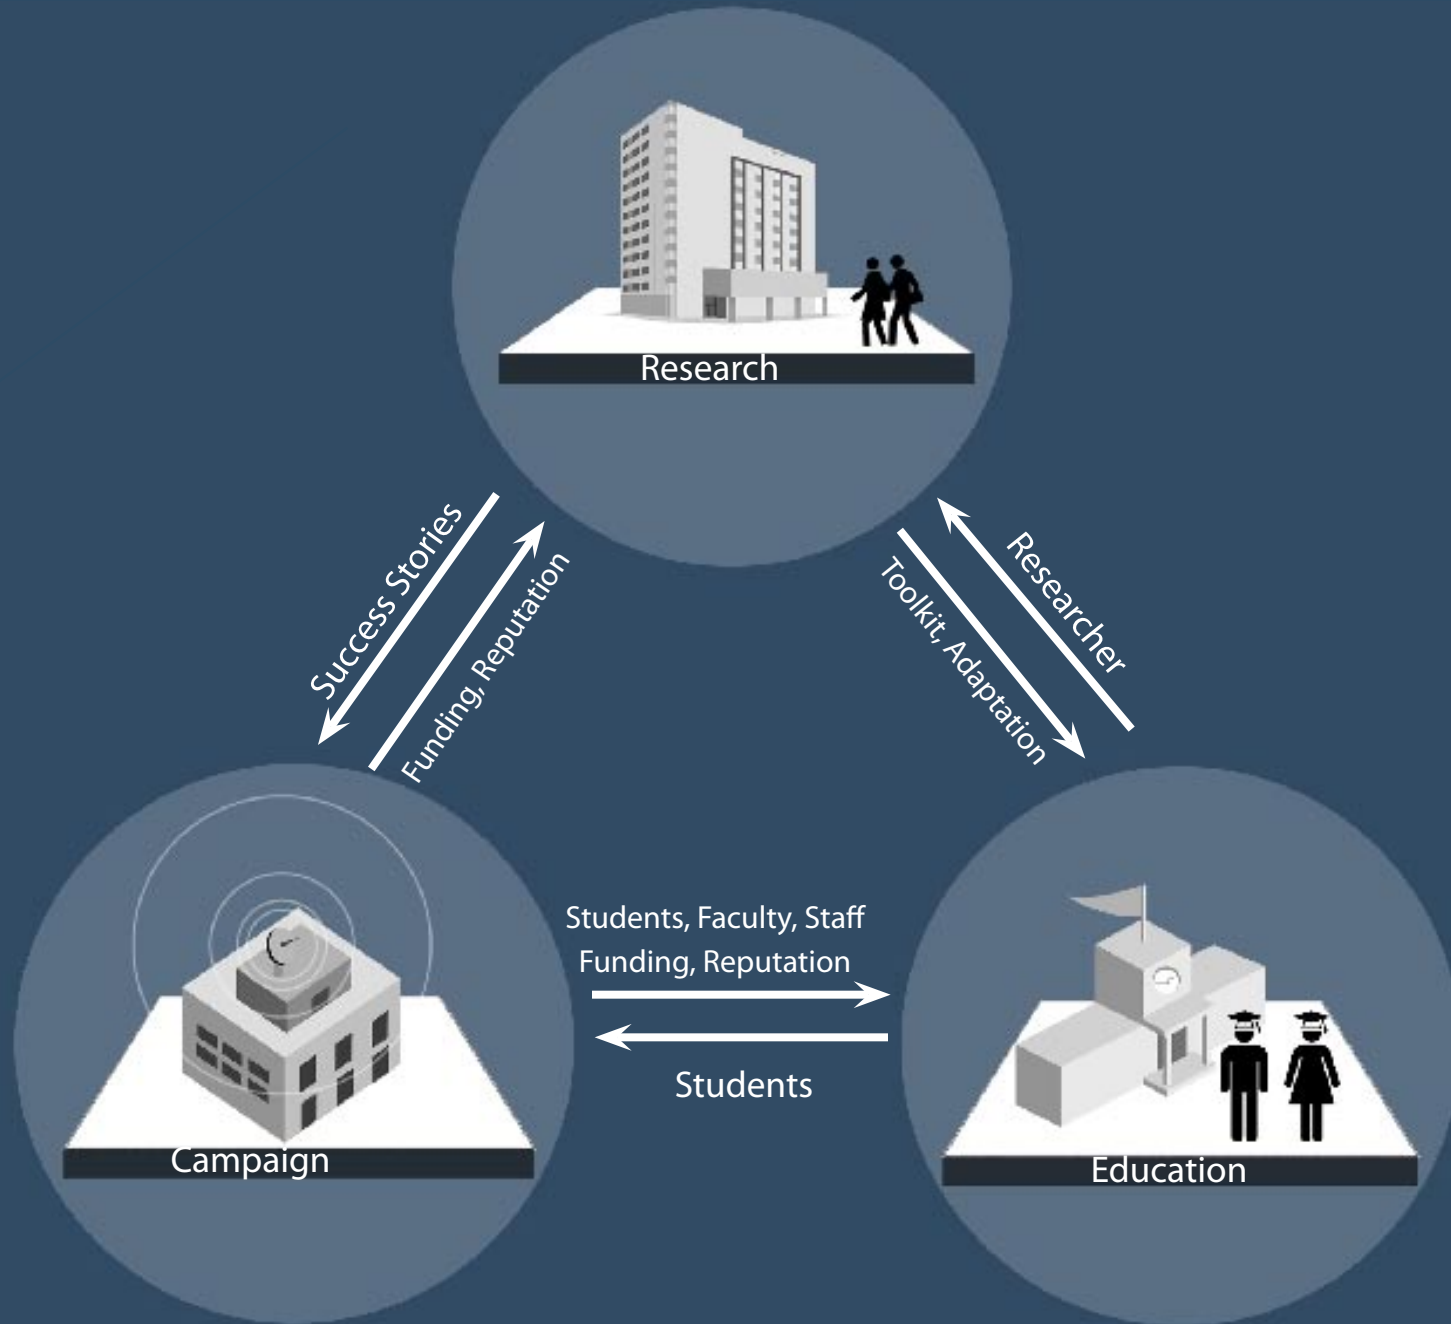 Research
Success Stories
Funding, Reputation
Researcher
Toolkit, Adaptation
Students, Faculty, Staff
Funding, Reputation
Students
Campaign
Education